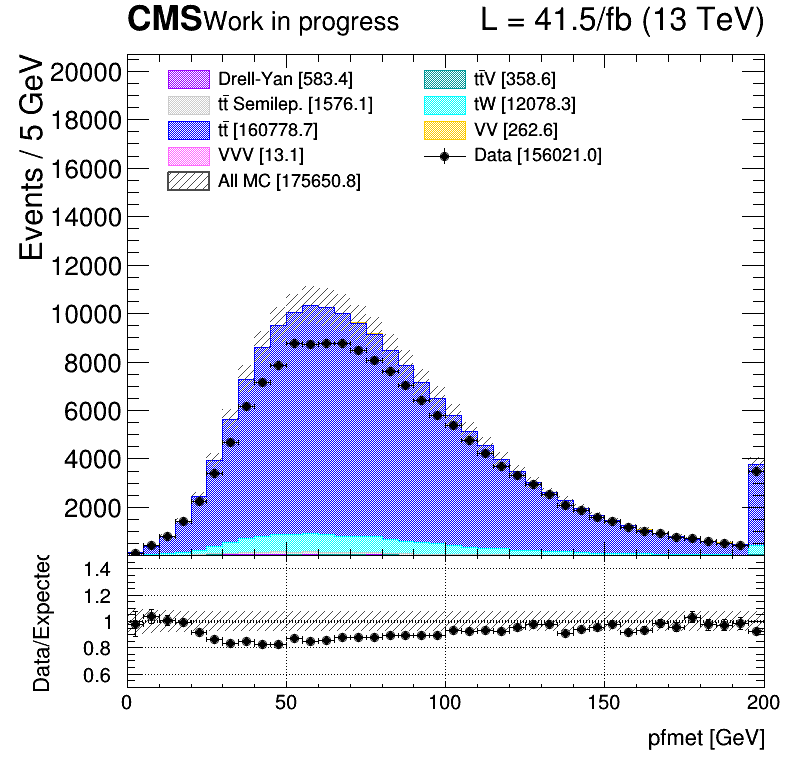 CMS Work in progress L = 41.5/fb (13 TeV)
Events / 5 GeV
20000
18000
16000
14000
12000
10000
8000
6000
4000
2000
Drell-Yan [583.4]
tt̄ Semilep. [1576.1]
tt̄ [160778.7]
VVV [13.1]
All MC [175650.8]
tt̄V [358.6]
tW [12078.3]
VV [262.6]
Data [156021.0]
Data/Expected
1.4
1.2
1
0.8
0.6
0 50 100 150 200
pfmet [GeV]